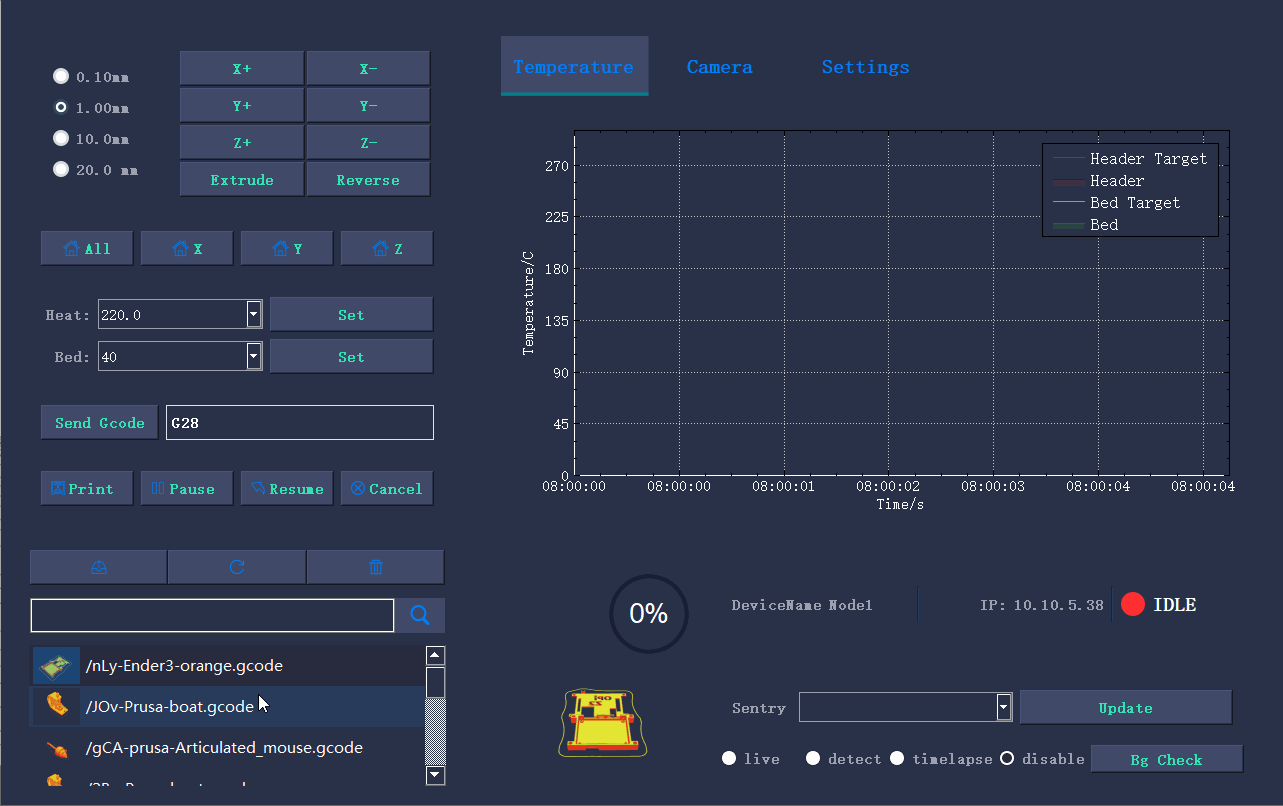 0.10mm
1.00mm
10.0mm
20.0 mm
X+ X-
Y+ Y-
Z+ Z-
Extrude Reverse
All X Y Z
Heat: 220.0 Set
Bed: 40 Set
Send Gcode G28
Print Pause Resume Cancel
/nLy-Ender3-orange.gcode
/JOv-Prusa-boat.gcode
/gCA-prusa-Articulated_mouse.gcode
Temperature Camera Settings
Header Target
Header
Bed Target
Bed
Temperature/C
270
225
180
135
90
45
0
08:00:00 08:00:00 08:00:01 08:00:02 08:00:03 08:00:04 08:00:04
Time/s
0% DeviceName Node1 IP: 10.10.5.38 IDLE
Sentry Update
live detect timelapse disable Bg Check